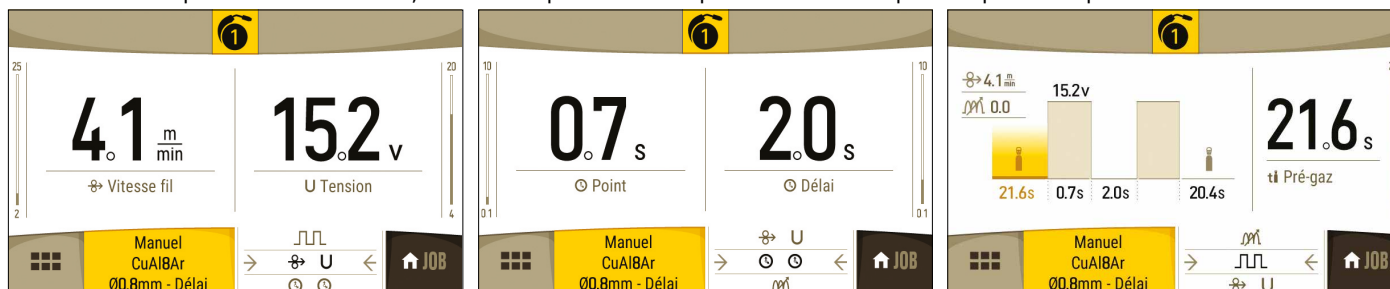 1
25
20
4.1 m/min
15.2 V
Vitesse fil
U Tension
2
4
Manuel
CuAl8Ar
Ø0.8mm - Délai
U
JOB
1
10
10
0.7 s
2.0 s
Point
Délai
0.1
0.1
U
Manuel
CuAl8Ar
Ø0.8mm - Délai
JOB
1
4.1 m/min
15.2v
0.0
21.6 s
21.6s 0.7s 2.0s 20.4s
Pré-gaz
Manuel
CuAl8Ar
Ø0.8mm - Délai
U
JOB